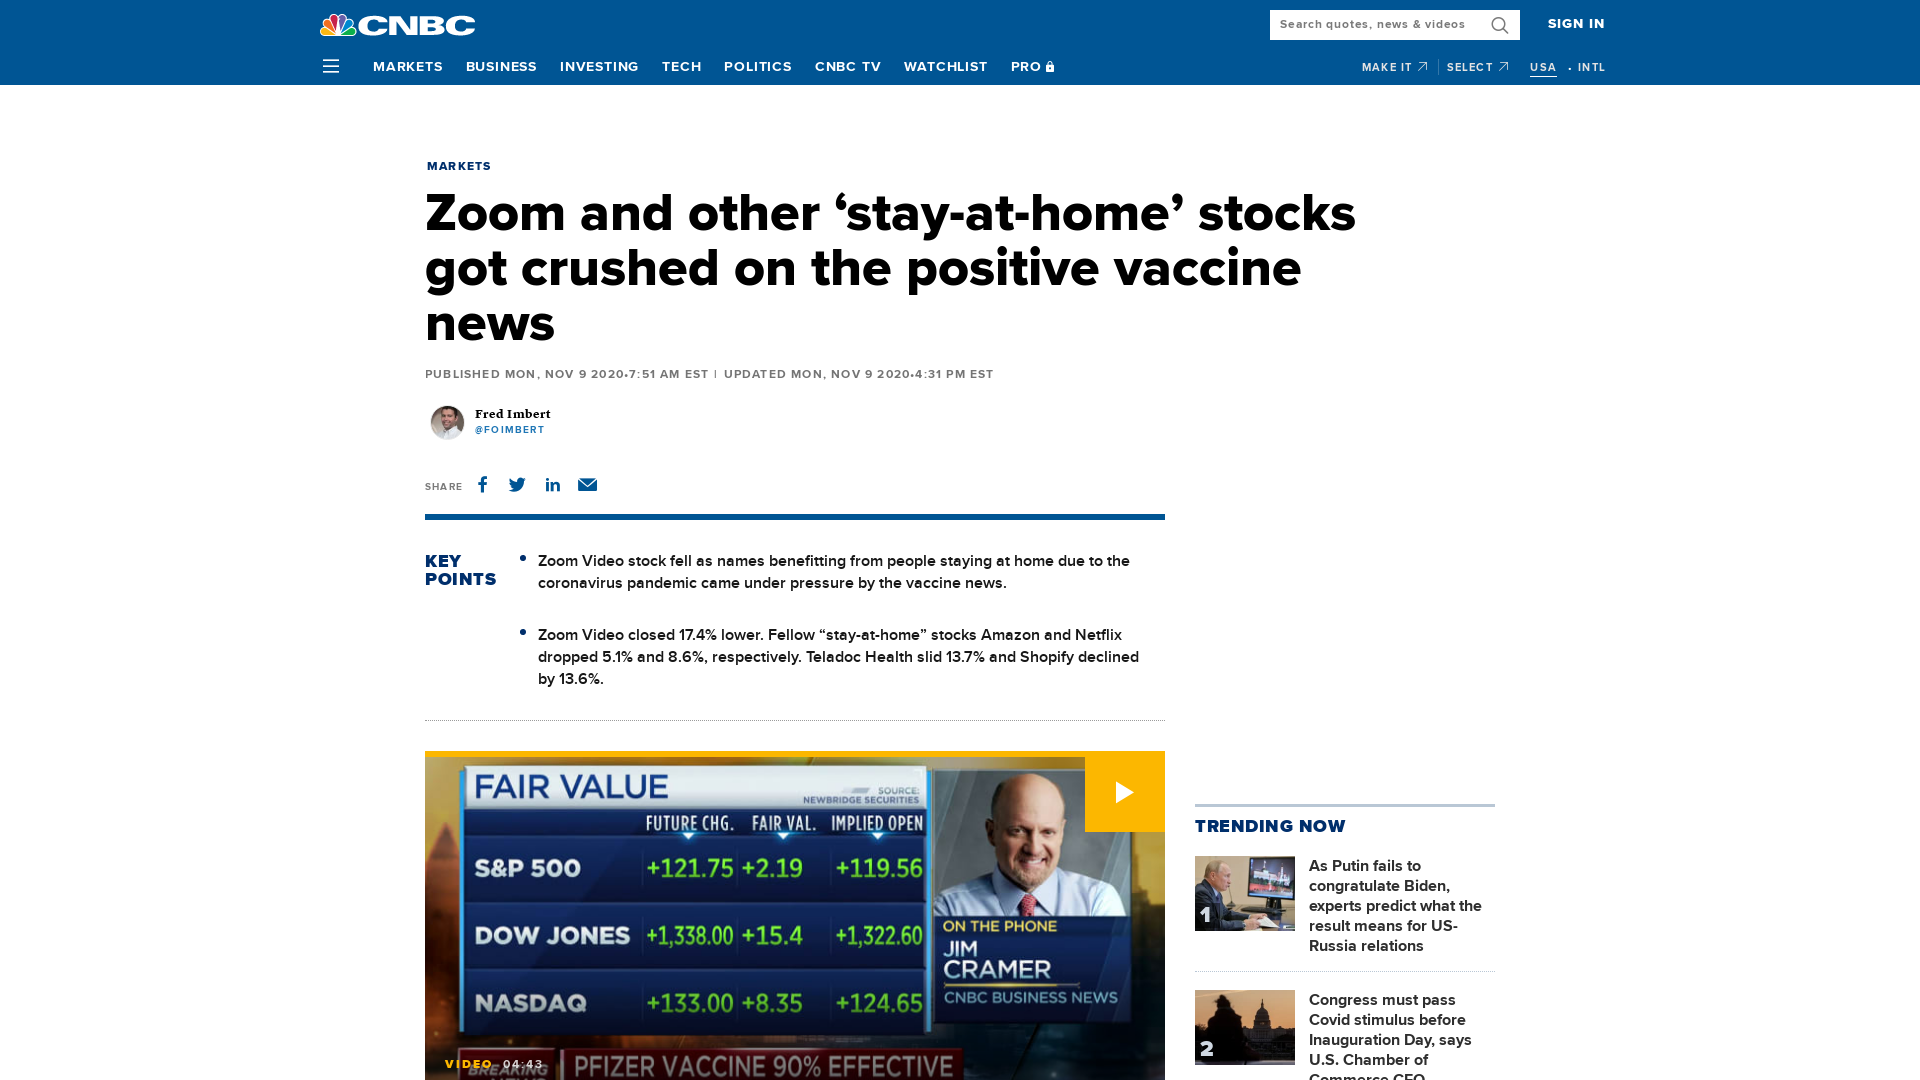 CNBC
Search quotes, news & videos
SIGN IN
MARKETS BUSINESS INVESTING TECH POLITICS CNBC TV WATCHLIST PRO
MAKE IT SELECT USA • INTL
MARKETS
Zoom and other ‘stay-at-home’ stocks
got crushed on the positive vaccine
news
PUBLISHED MON, NOV 9 2020•7:51 AM EST | UPDATED MON, NOV 9 2020•4:31 PM EST
Fred Imbert
@FOIMBERT
SHARE
KEY
POINTS
Zoom Video stock fell as names benefitting from people staying at home due to the
coronavirus pandemic came under pressure by the vaccine news.
Zoom Video closed 17.4% lower. Fellow “stay-at-home” stocks Amazon and Netflix
dropped 5.1% and 8.6%, respectively. Teladoc Health slid 13.7% and Shopify declined
by 13.6%.
FAIR VALUE
SOURCE:
NEWBRIDGE SECURITIES
FUTURE CHG. FAIR VAL. IMPLIED OPEN
S&P 500 +121.75 +2.19 +119.56
DOW JONES +1,338.00 +15.4 +1,322.60
NASDAQ +133.00 +8.35 +124.65
ON THE PHONE
JIM
CRAMER
CNBC BUSINESS NEWS
VIDEO 04:43
BREAKING
NEWS
PFIZER VACCINE 90% EFFECTIVE
TRENDING NOW
1
As Putin fails to
congratulate Biden,
experts predict what the
result means for US-
Russia relations
2
Congress must pass
Covid stimulus before
Inauguration Day, says
U.S. Chamber of
Commerce CEO